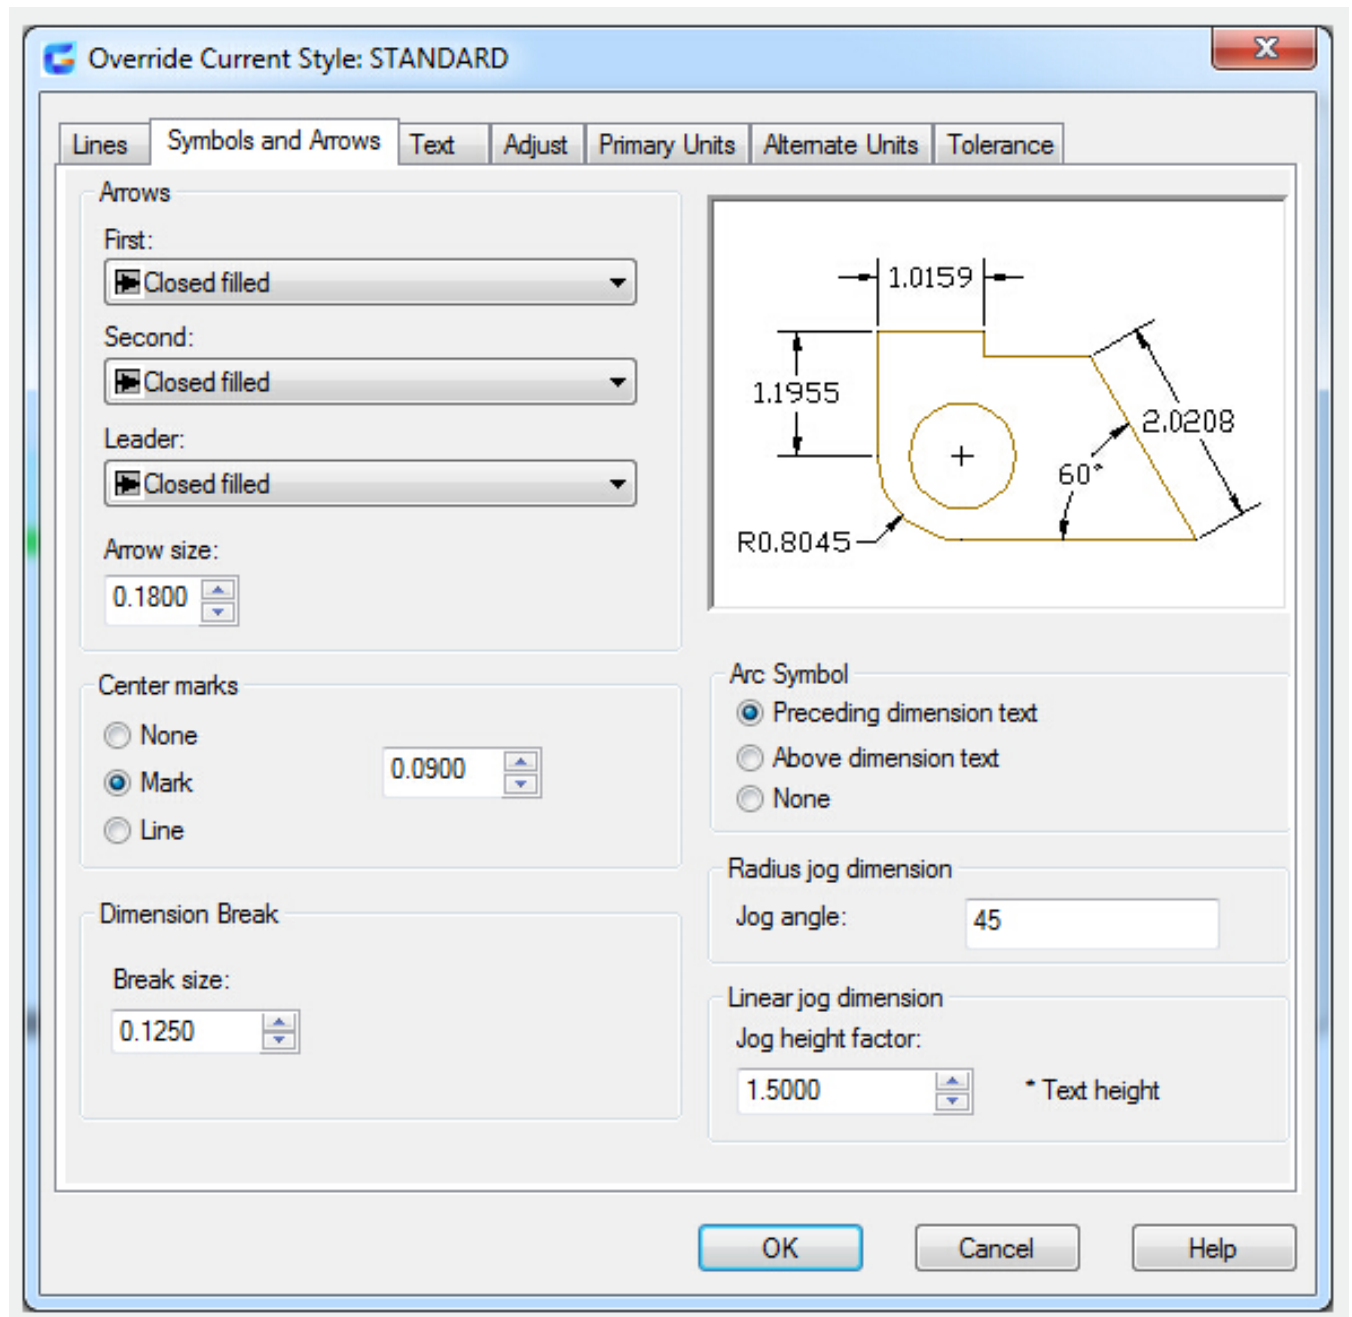 Override Current Style: STANDARD
x
Lines Symbols and Arrows Text Adjust Primary Units Alternate Units Tolerance
Arrows
First:
Closed filled
Second:
Closed filled
Leader:
Closed filled
Arrow size:
0.1800
1.0159
1.1955
2.0208
60°
R0.8045
Center marks
None
Mark
Line
0.0900
Arc Symbol
Preceding dimension text
Above dimension text
None
Dimension Break
Break size:
0.1250
Radius jog dimension
Jog angle: 45
Linear jog dimension
Jog height factor:
1.5000 * Text height
OK Cancel Help